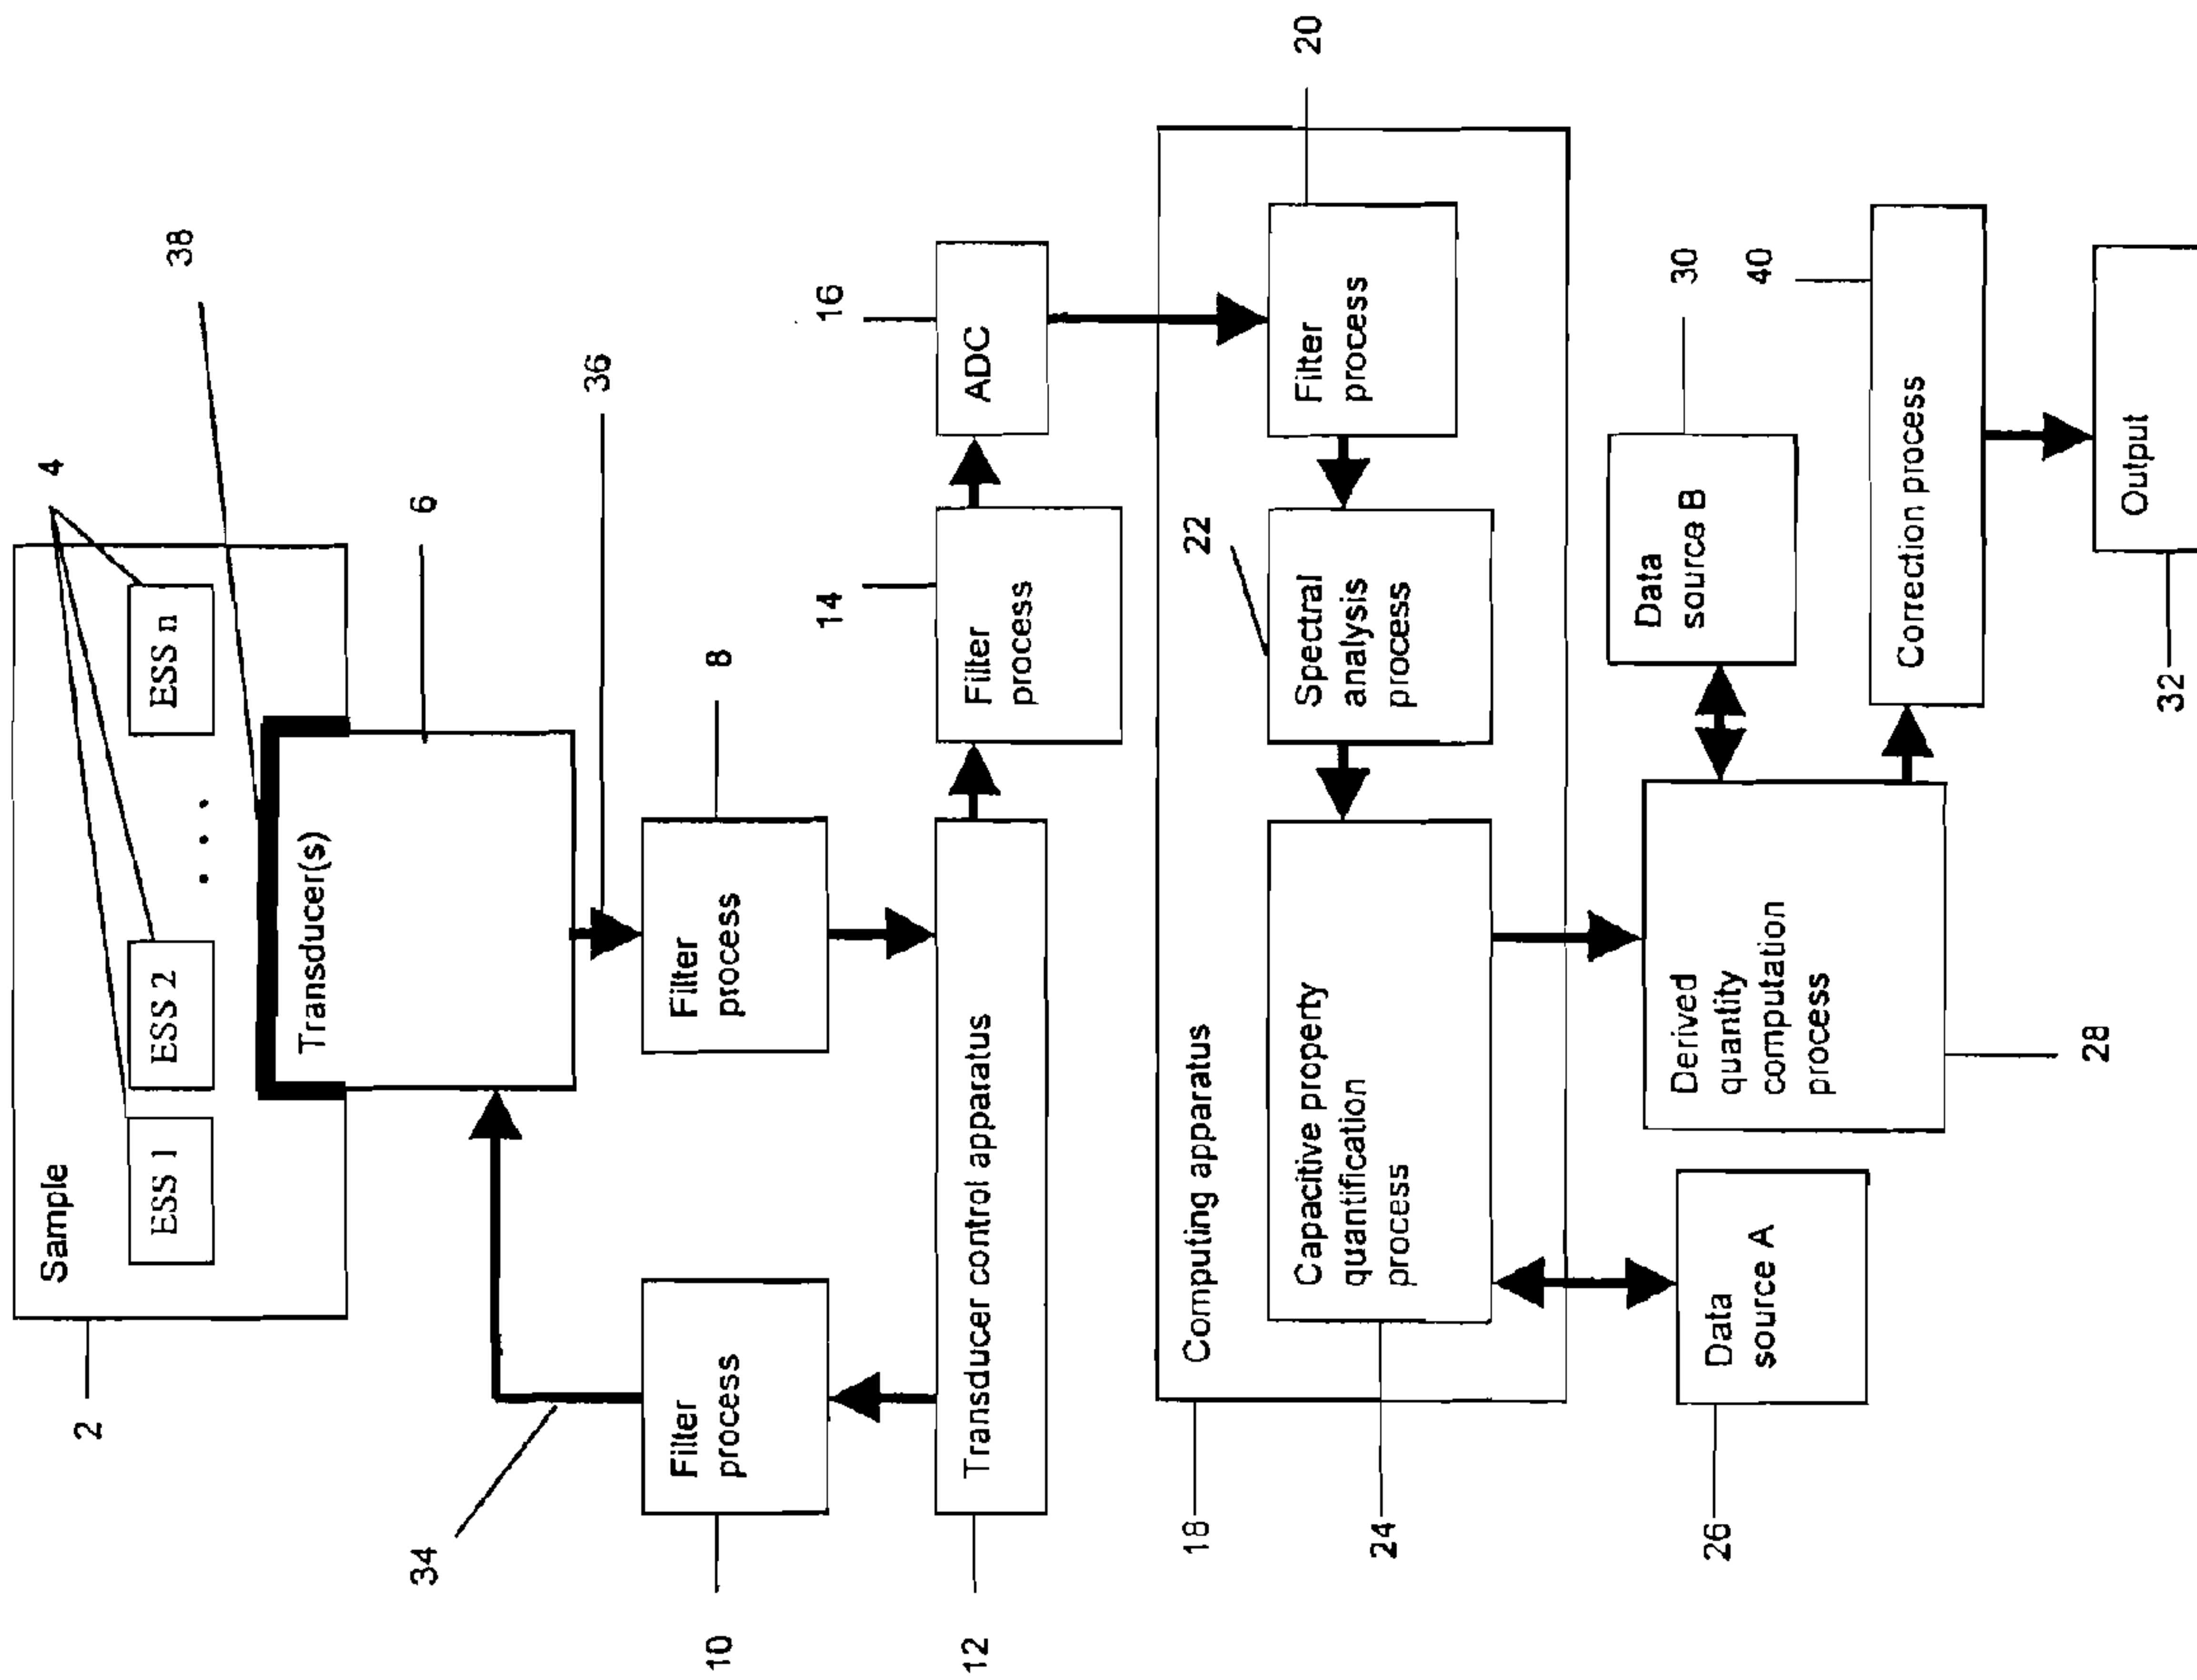 Sample
ESS 1
ESS 2
. . .
ESS n
4
38
2
Transducer(s)
6
34
36
Filter
process
10
Filter
process
8
Transducer control apparatus
12
Filter
process
14
ADC
16
Computing apparatus
18
Capacitive property
quantification
process
24
Spectral
analysis
process
22
Filter
process
20
Data
source A
26
Derived
quantity
computation
process
28
Data
source B
30
Correction process
40
Output
32